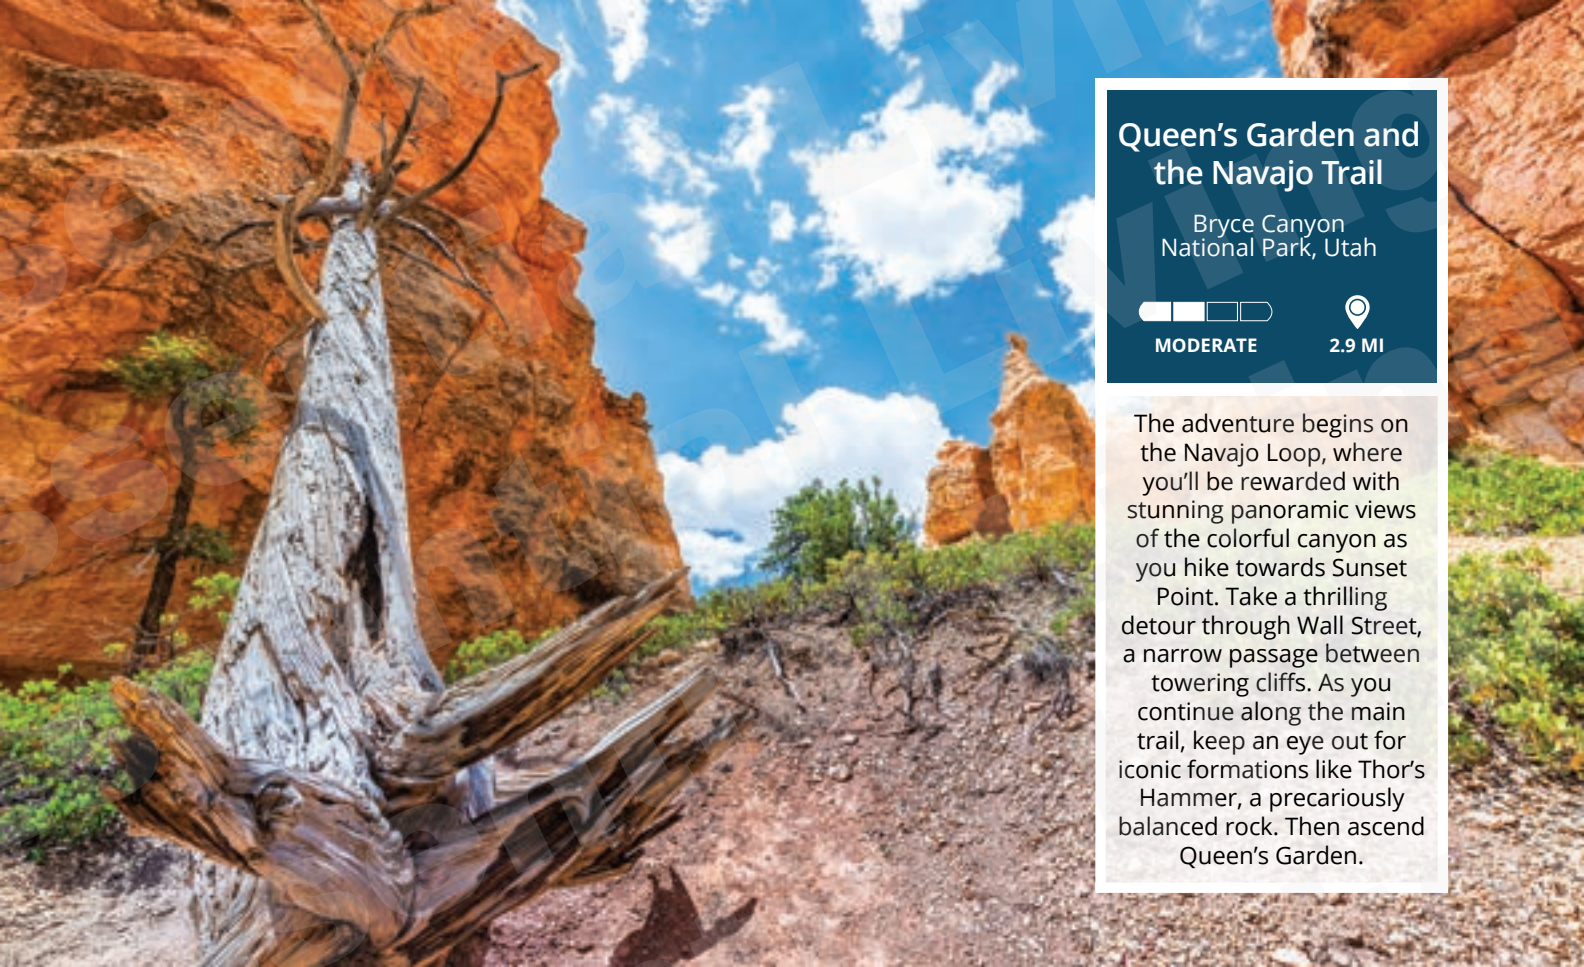 Queen’s Garden and
the Navajo Trail
Bryce Canyon
National Park, Utah
MODERATE
2.9 MI
The adventure begins on
the Navajo Loop, where
you’ll be rewarded with
stunning panoramic views
of the colorful canyon as
you hike towards Sunset
Point. Take a thrilling
detour through Wall Street,
a narrow passage between
towering cliffs. As you
continue along the main
trail, keep an eye out for
iconic formations like Thor’s
Hammer, a precariously
balanced rock. Then ascend
Queen’s Garden.